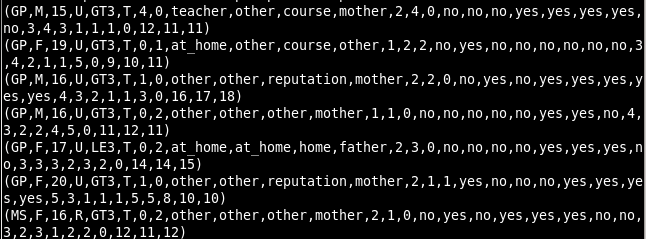 (GP,M,15,U,GT3,T,4,0,teacher,other,course,mother,2,4,0,no,no,no,yes,yes,yes,yes,
no,3,4,3,1,1,1,0,12,11,11)
(GP,F,19,U,GT3,T,0,1,at_home,other,course,other,1,2,2,no,yes,no,no,no,no,no,no,3
,4,2,1,1,5,0,9,10,11)
(GP,M,16,U,GT3,T,1,0,other,other,reputation,mother,2,2,0,no,yes,no,yes,yes,yes,y
es,yes,4,3,2,1,1,3,0,16,17,18)
(GP,M,16,U,GT3,T,0,2,other,other,other,mother,1,1,0,no,no,no,no,yes,yes,no,no,4,
3,2,2,4,5,0,11,12,11)
(GP,F,17,U,LE3,T,0,2,at_home,at_home,home,father,2,3,0,no,no,no,no,yes,yes,yes,n
o,3,3,3,2,3,2,0,14,14,15)
(GP,F,20,U,GT3,T,1,0,other,other,reputation,mother,2,1,1,yes,no,no,no,yes,yes,ye
s,yes,5,3,1,1,1,5,5,8,10,10)
(MS,F,16,R,GT3,T,0,2,other,other,other,mother,2,1,0,no,yes,no,yes,yes,yes,no,no,
3,2,3,1,2,2,0,12,11,12)